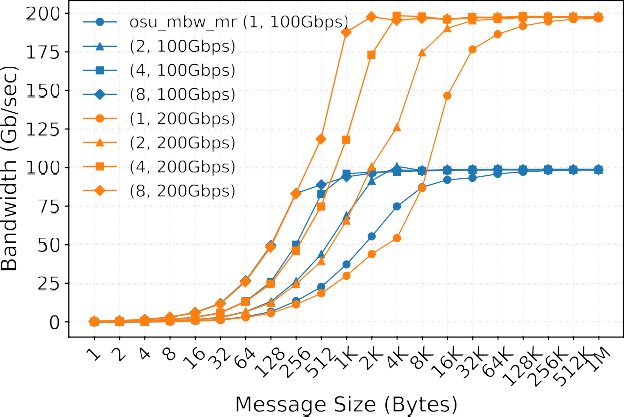 200
175
150
125
100
75
50
25
0
Bandwidth (Gb/sec)
osu_mbw_mr (1, 100Gbps)
(2, 100Gbps)
(4, 100Gbps)
(8, 100Gbps)
(1, 200Gbps)
(2, 200Gbps)
(4, 200Gbps)
(8, 200Gbps)
1 2 4 8 16 32 64 128 256 512 1K 2K 4K 8K 16K 32K 64K 128K 256K 512K 1M
Message Size (Bytes)